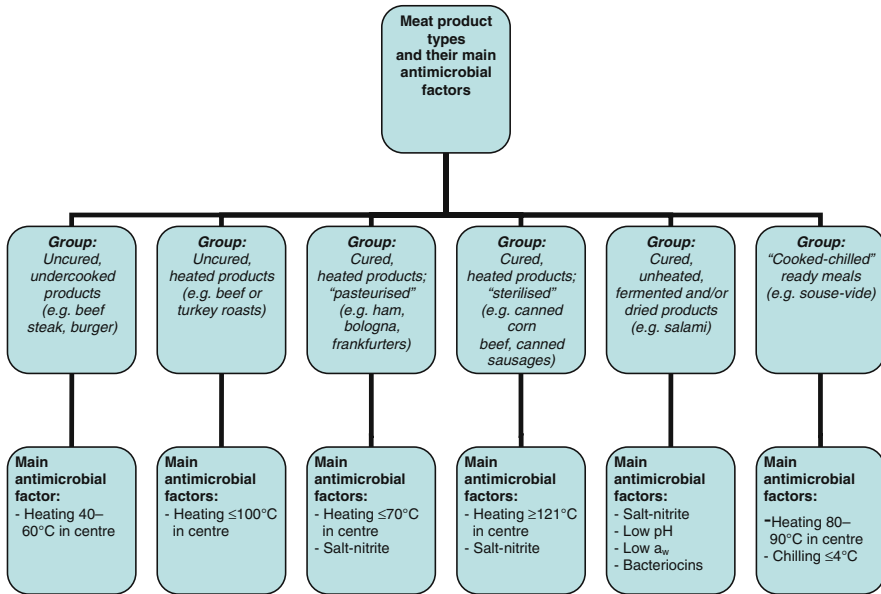 Meat product
types
and their main
antimicrobial
factors
Group:
Uncured,
undercooked
products
(e.g. beef
steak, burger)
Group:
Uncured,
heated products
(e.g. beef or
turkey roasts)
Group:
Cured,
heated products;
“pasteurised”
(e.g. ham,
bologna,
frankfurters)
Group:
Cured,
heated products;
“sterilised”
(e.g. canned
corn
beef, canned
sausages)
Group:
Cured,
unheated,
fermented and/or
dried products
(e.g. salami)
Group:
“Cooked-chilled”
ready meals
(e.g. souse-vide)
Main
antimicrobial
factor:
- Heating 40–
60°C in centre
Main
antimicrobial
factors:
- Heating ≤100°C
in centre
Main
antimicrobial
factors:
- Heating ≤70°C
in centre
- Salt-nitrite
Main
antimicrobial
factors:
- Heating ≥121°C
in centre
- Salt-nitrite
Main
antimicrobial
factors:
- Salt-nitrite
- Low pH
- Low aw
- Bacteriocins
Main
antimicrobial
factors:
-Heating 80–
90°C in centre
- Chilling ≤4°C